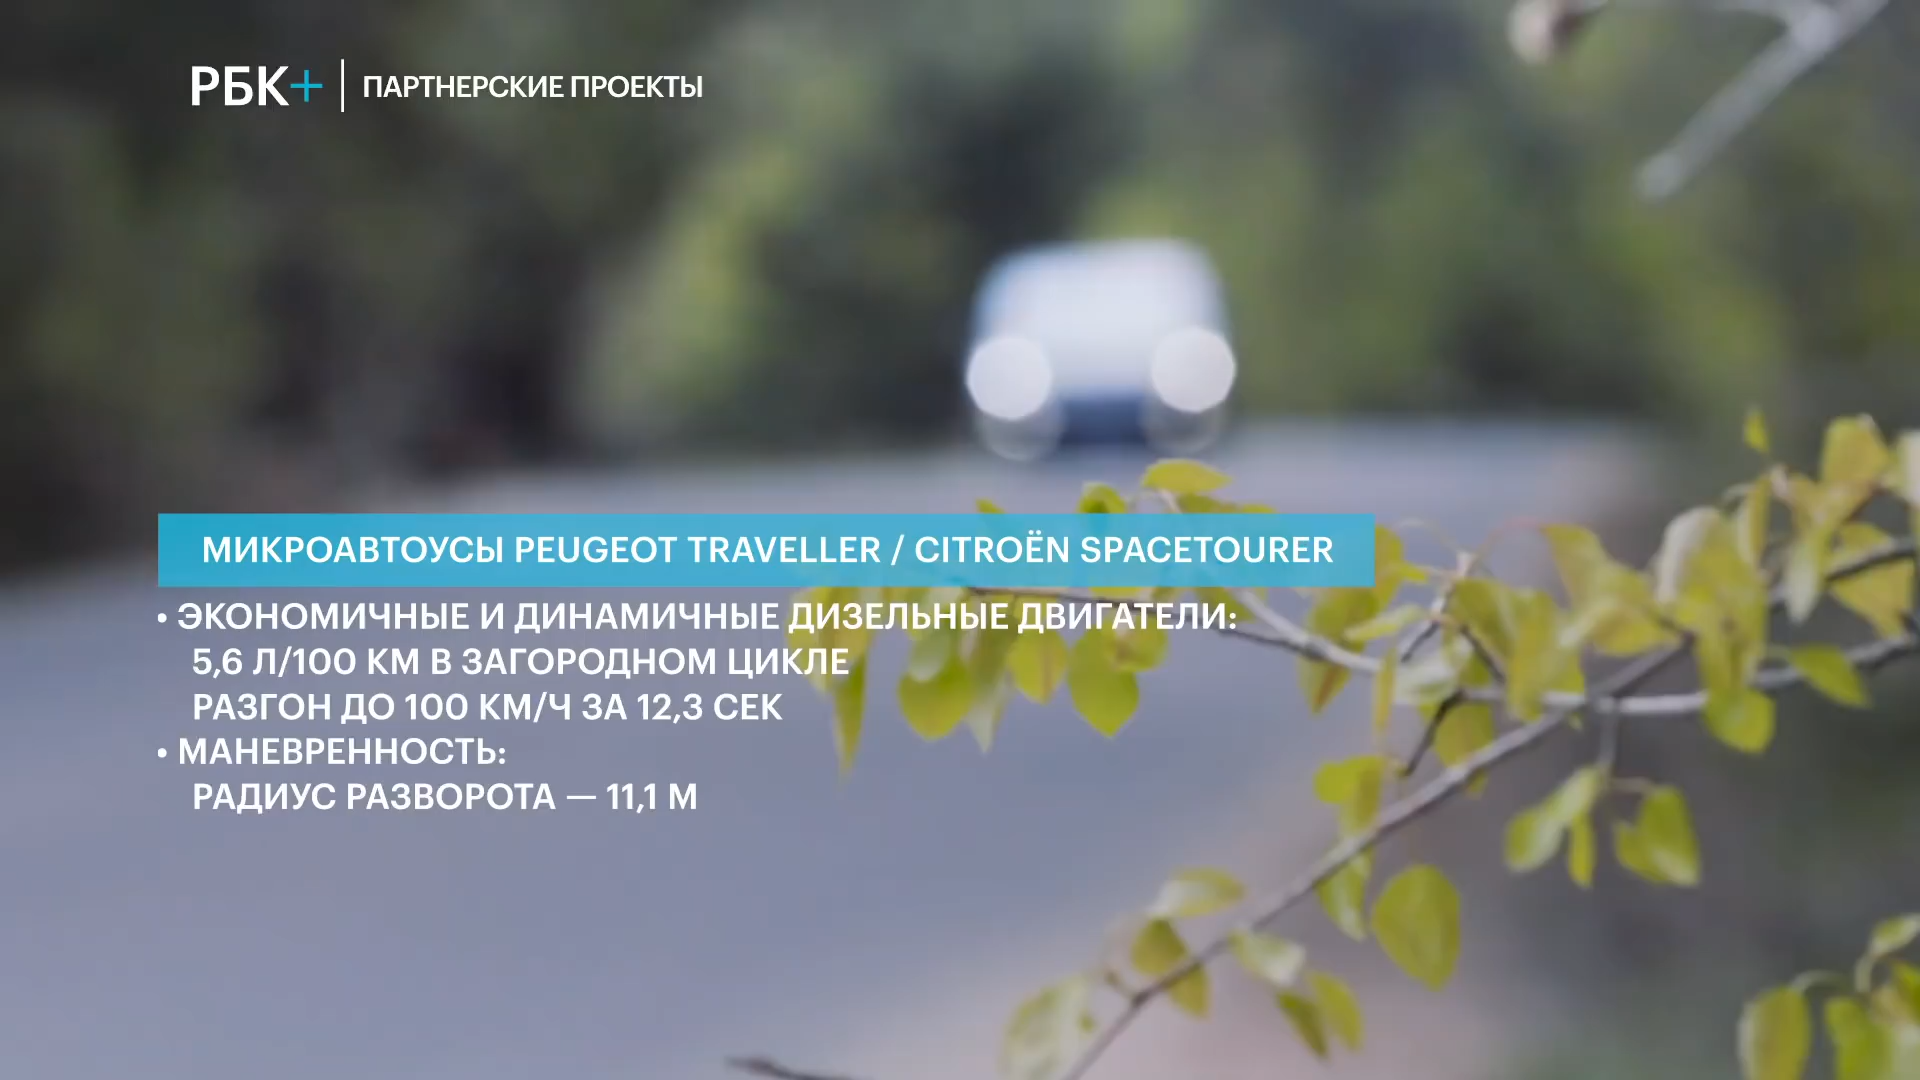 РБК+ | ПАРТНЕРСКИЕ ПРОЕКТЫ
МИКРОАВТОУСЫ PEUGEOT TRAVELLER / CITROËN SPACETOURER
• ЭКОНОМИЧНЫЕ И ДИНАМИЧНЫЕ ДИЗЕЛЬНЫЕ ДВИГАТЕЛИ:
5,6 Л/100 КМ В ЗАГОРОДНОМ ЦИКЛЕ
РАЗГОН ДО 100 КМ/Ч ЗА 12,3 СЕК
• МАНЕВРЕННОСТЬ:
РАДИУС РАЗВОРОТА — 11,1 М